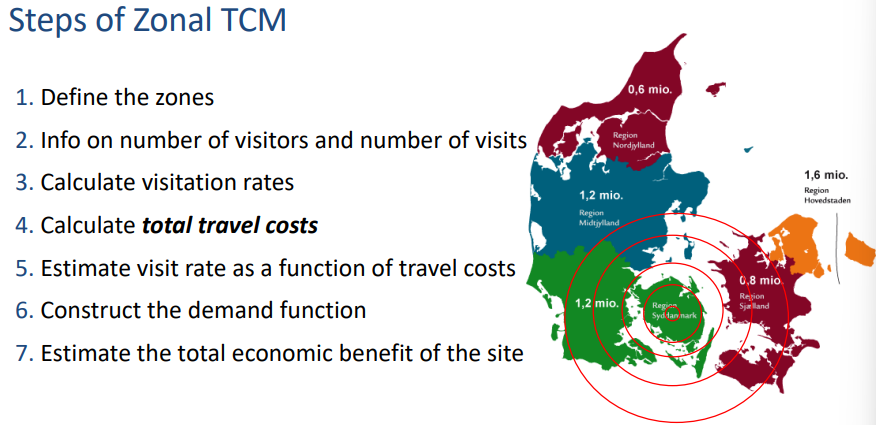 Steps of Zonal TCM
1. Define the zones
2. Info on number of visitors and number of visits
3. Calculate visitation rates
4. Calculate total travel costs
5. Estimate visit rate as a function of travel costs
6. Construct the demand function
7. Estimate the total economic benefit of the site
0,6 mio.
Region
Nordjylland
1,2 mio.
Region
Midtjylland
1,6 mio.
Region
Hovedstaden
1,2 mio.
Region
Syddanmark
0,8 mio.
Region
Sjælland